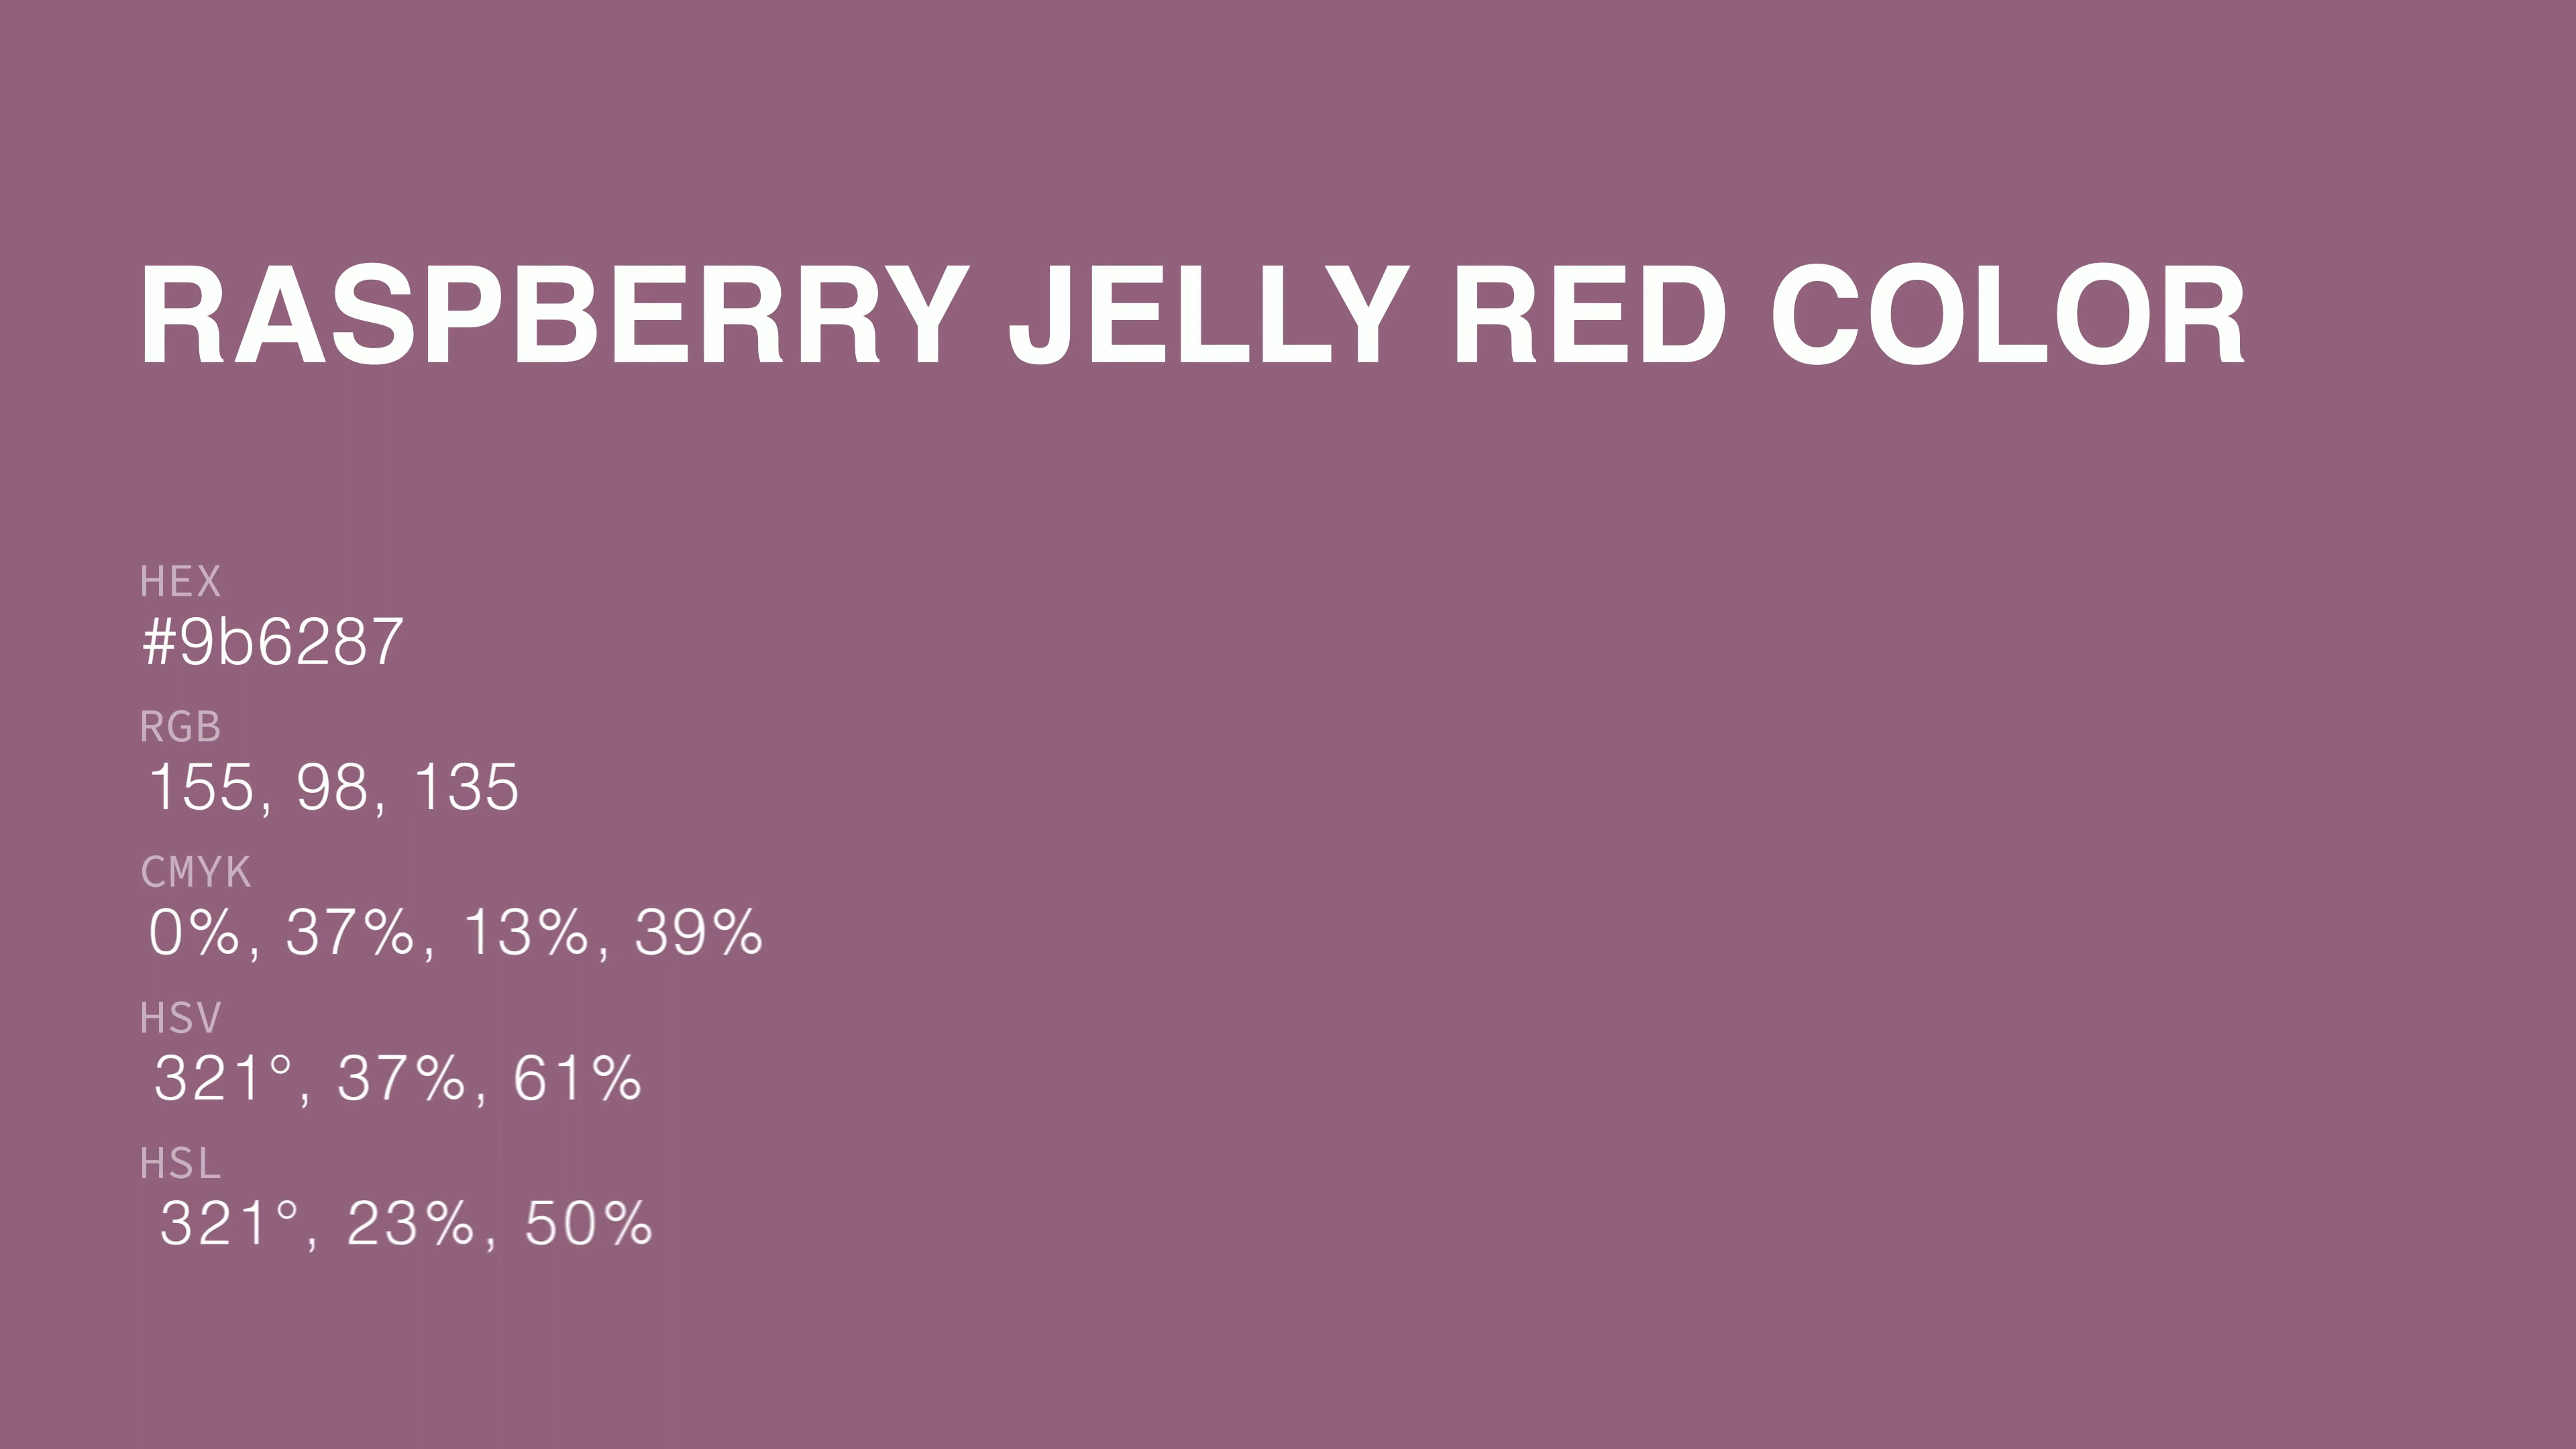 RASPBERRY JELLY RED COLOR
HEX
#9b6287
RGB
155, 98, 135
CMYK
0%, 37%, 13%, 39%
HSV
321°, 37%, 61%
HSL
321°, 23%, 50%